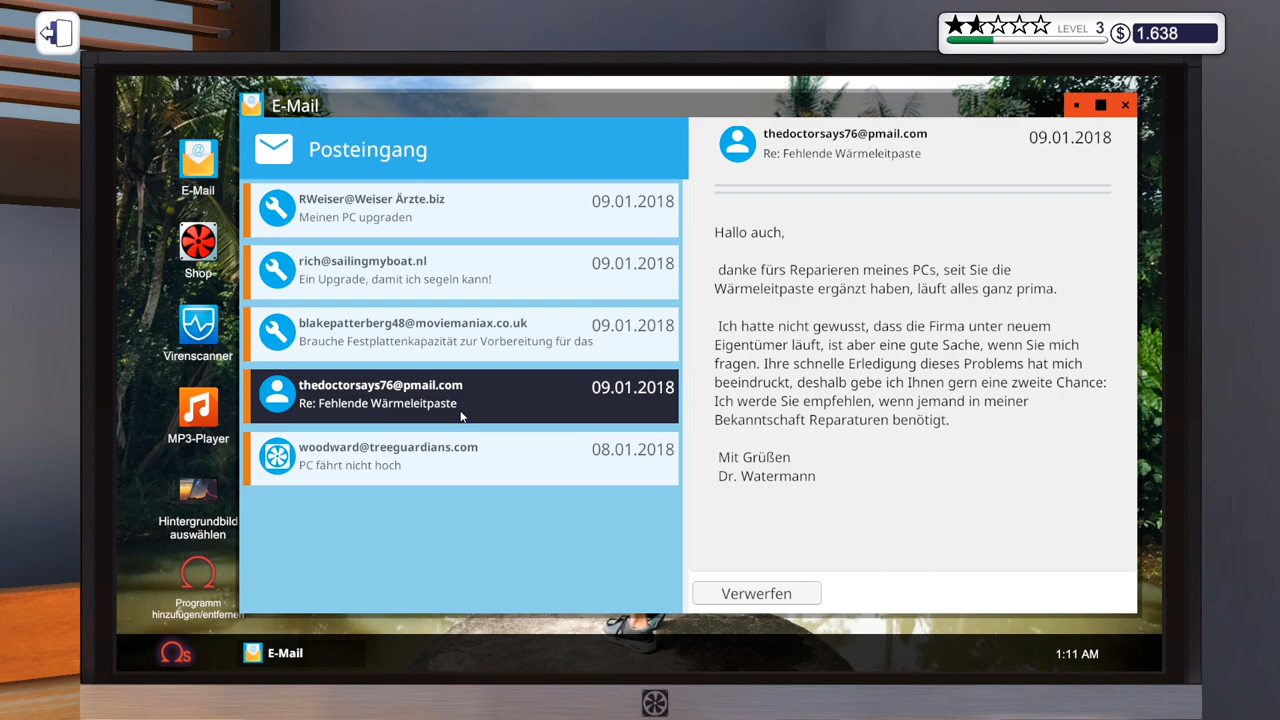 LEVEL 3
$ 1.638
E-Mail
Posteingang
RWeiser@Weiser Ärzte.biz 09.01.2018
Meinen PC upgraden
rich@sailingmyboat.nl 09.01.2018
Ein Upgrade, damit ich segeln kann!
blakepatterberg48@moviemaniax.co.uk 09.01.2018
Brauche Festplattenkapazität zur Vorbereitung für das
thedoctorsays76@pmail.com 09.01.2018
Re: Fehlende Wärmeleitpaste
woodward@treeguardians.com 08.01.2018
PC fährt nicht hoch
thedoctorsays76@pmail.com 09.01.2018
Re: Fehlende Wärmeleitpaste
Hallo auch,
danke fürs Reparieren meines PCs, seit Sie die
Wärmeleitpaste ergänzt haben, läuft alles ganz prima.
Ich hatte nicht gewusst, dass die Firma unter neuem
Eigentümer läuft, ist aber eine gute Sache, wenn Sie mich
fragen. Ihre schnelle Erledigung dieses Problems hat mich
beeindruckt, deshalb gebe ich Ihnen gern eine zweite Chance:
Ich werde Sie empfehlen, wenn jemand in meiner
Bekanntschaft Reparaturen benötigt.
Mit Grüßen
Dr. Watermann
Verwerfen
E-Mail
Shop
Virenscanner
MP3-Player
Hintergrundbild
auswählen
Programm
hinzufügen/entferne
Ωs
E-Mail
1:11 AM